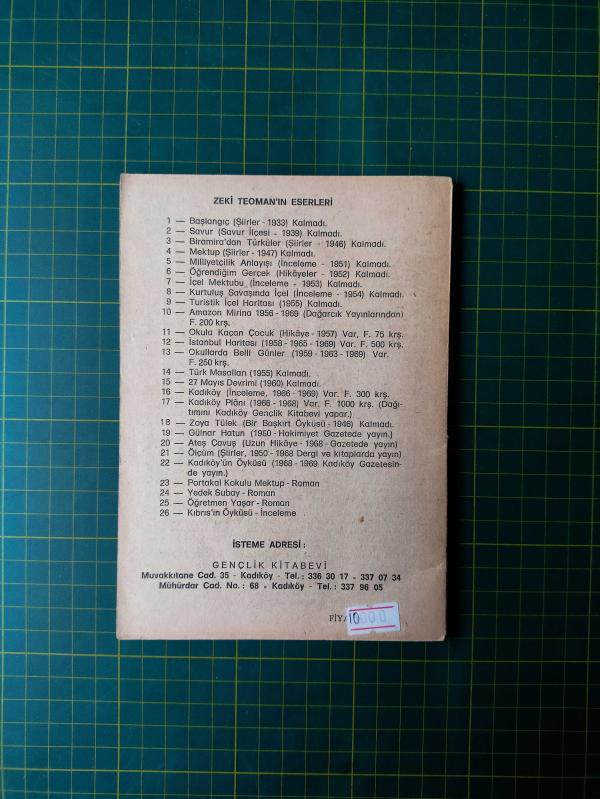 ZEKİ TEOMAN'IN ESERLERİ
1 — Başlangıç (Şiirler - 1933) Kalmadı.
2 — Savur (Savur İlçesi - 1939) Kalmadı.
3 — Biramira'dan Türküler (Şiirler - 1946) Kalmadı.
4 — Mektup (Şiirler - 1947) Kalmadı.
5 — Milliyetçilik Anlayışı (İnceleme - 1951) Kalmadı.
6 — Öğrendiğim Gerçek (Hikâyeler - 1952) Kalmadı.
7 — İçel Mektubu (İnceleme - 1953) Kalmadı.
8 — Kurtuluş Savaşında İçel (İnceleme - 1954) Kalmadı.
9 — Turistik İçel Haritası (1955) Kalmadı.
10 — Amazon Mirina 1956 - 1969 (Dağarcık Yayınlarından)
F. 200 krş.
11 — Okula Kaçan Çocuk (Hikâye - 1957) Var, F. 75 krş.
12 — İstanbul Haritası (1958 - 1965 - 1969) Var. F. 500 krş.
13 — Okullarda Belli Günler (1959 - 1963 - 1969) Var.
F. 250 krş.
14 — Türk Masalları (1955) Kalmadı.
15 — 27 Mayıs Devrimi (1960) Kalmadı.
16 — Kadıköy (İnceleme, 1966 - 1969) Var. F. 300 krş.
17 — Kadıköy Plânı (1966 - 1968) Var. F. 1000 krş. (Dağı-
tımını Kadıköy Gençlik Kitabevi yapar.)
18 — Zoya Tülek (Bir Başkırt Öyküsü - 1946) Kalmadı.
19 — Gülnar Hatun (1950 - Hakimiyet Gazetede yayın.)
20 — Ateş Çavuş (Uzun Hikâye - 1968 - Gazetede yayın)
21 — Ölçüm (Şiirler, 1950 - 1968 Dergi ve kitaplarda yayın)
22 — Kadıköy'ün Öyküsü (1968 - 1969 Kadıköy Gazetesin-
de yayın.)
23 — Portakal Kokulu Mektup - Roman
24 — Yedek Subay - Roman
25 — Öğretmen Yaşar - Roman
26 — Kıbrıs'ın Öyküsü - İnceleme
İSTEME ADRESİ :
GENÇLİK KİTABEVİ
Muvakkıtane Cad. 35 - Kadıköy - Tel. : 336 30 17 - 337 07 34
Mühürdar Cad. No. : 68 - Kadıköy - Tel. : 337 96 05
10000